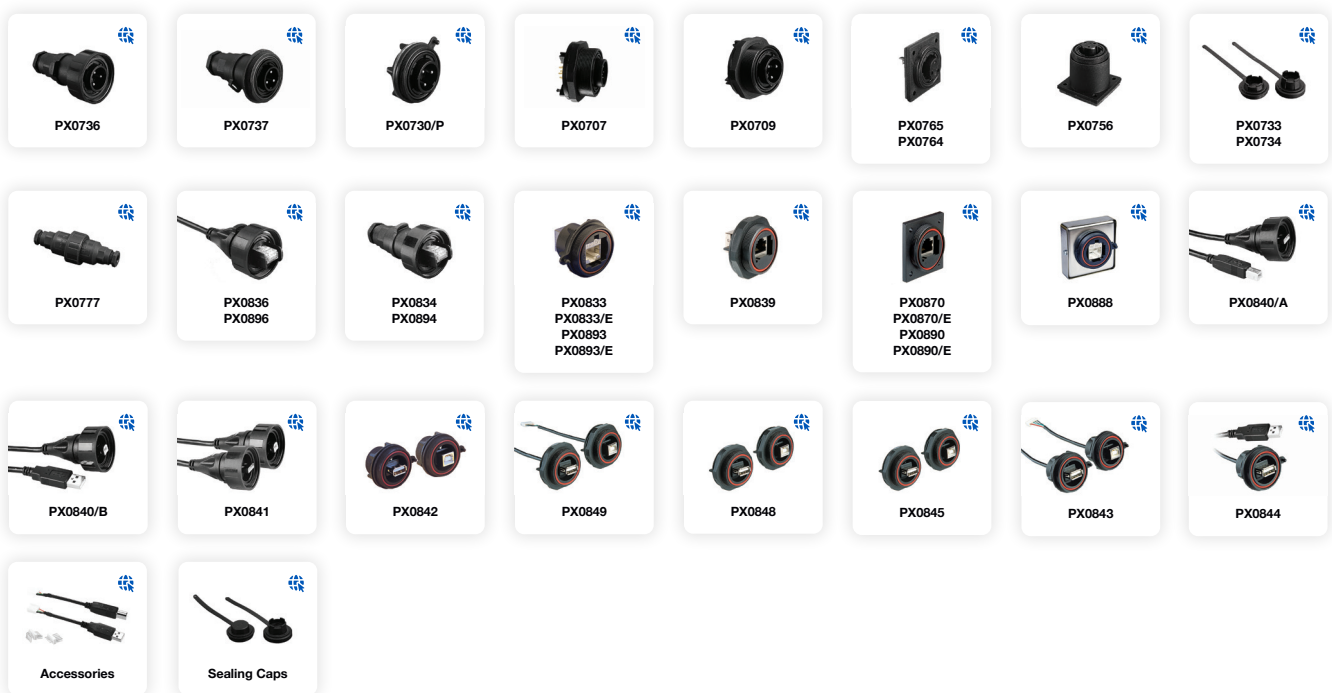 PX0736
PX0737
PX0730/P
PX0707
PX0709
PX0765
PX0764
PX0756
PX0733
PX0734
PX0777
PX0836
PX0896
PX0834
PX0894
PX0833
PX0833/E
PX0893
PX0893/E
PX0839
PX0870
PX0870/E
PX0890
PX0890/E
PX0888
PX0840/A
PX0840/B
PX0841
PX0842
PX0849
PX0848
PX0845
PX0843
PX0844
Accessories
Sealing Caps